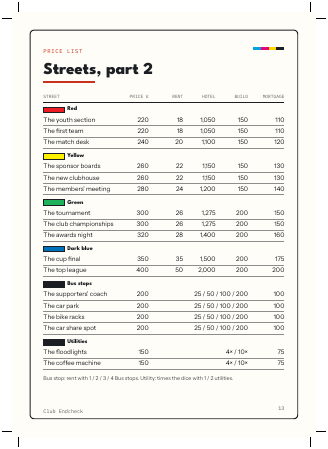 PRICE LIST
Streets, part 2
STREET PRICE € RENT HOTEL BUILD MORTGAGE
Red
The youth section 220 18 1,050 150 110
The first team 220 18 1,050 150 110
The match desk 240 20 1,100 150 120
Yellow
The sponsor boards 260 22 1,150 150 130
The new clubhouse 260 22 1,150 150 130
The members' meeting 280 24 1,200 150 140
Green
The tournament 300 26 1,275 200 150
The club championships 300 26 1,275 200 150
The awards night 320 28 1,400 200 160
Dark blue
The cup final 350 35 1,500 200 175
The top league 400 50 2,000 200 200
Bus stops
The supporters' coach 200 25 / 50 / 100 / 200 100
The car park 200 25 / 50 / 100 / 200 100
The bike racks 200 25 / 50 / 100 / 200 100
The car share spot 200 25 / 50 / 100 / 200 100
Utilities
The floodlights 150 4× / 10× 75
The coffee machine 150 4× / 10× 75
Bus stop: rent with 1 / 2 / 3 / 4 Bus stops. Utility: times the dice with 1 / 2 utilities.
Club Endcheck 13